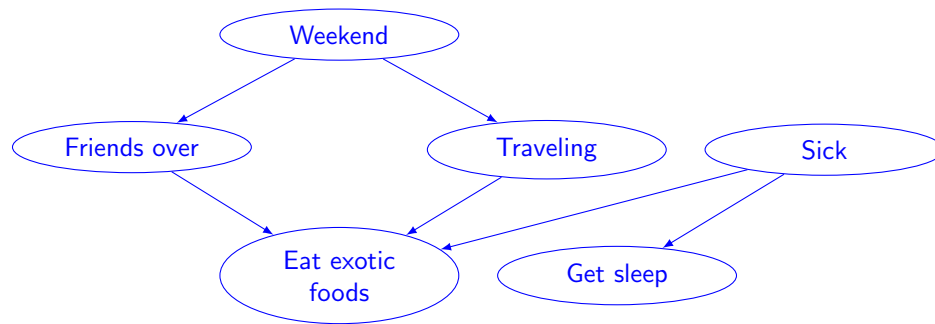 Weekend
Friends over
Traveling
Sick
Eat exotic
foods
Get sleep